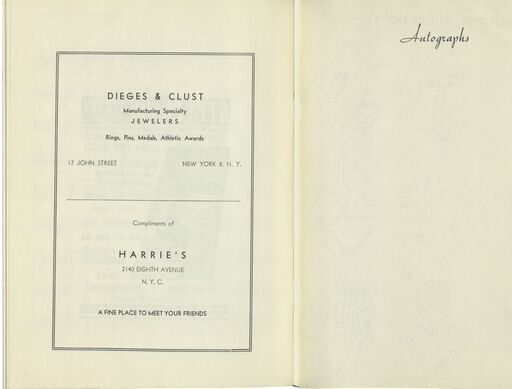 DIEGES & CLUST
Manufacturing Specialty
JEWELERS
Rings, Pins, Medals, Athletic Awards
17 JOHN STREET NEW YORK 8, N. Y.
Compliments of
HARRIE'S
2140 EIGHTH AVENUE
N. Y. C.
A FINE PLACE TO MEET YOUR FRIENDS
Autographs